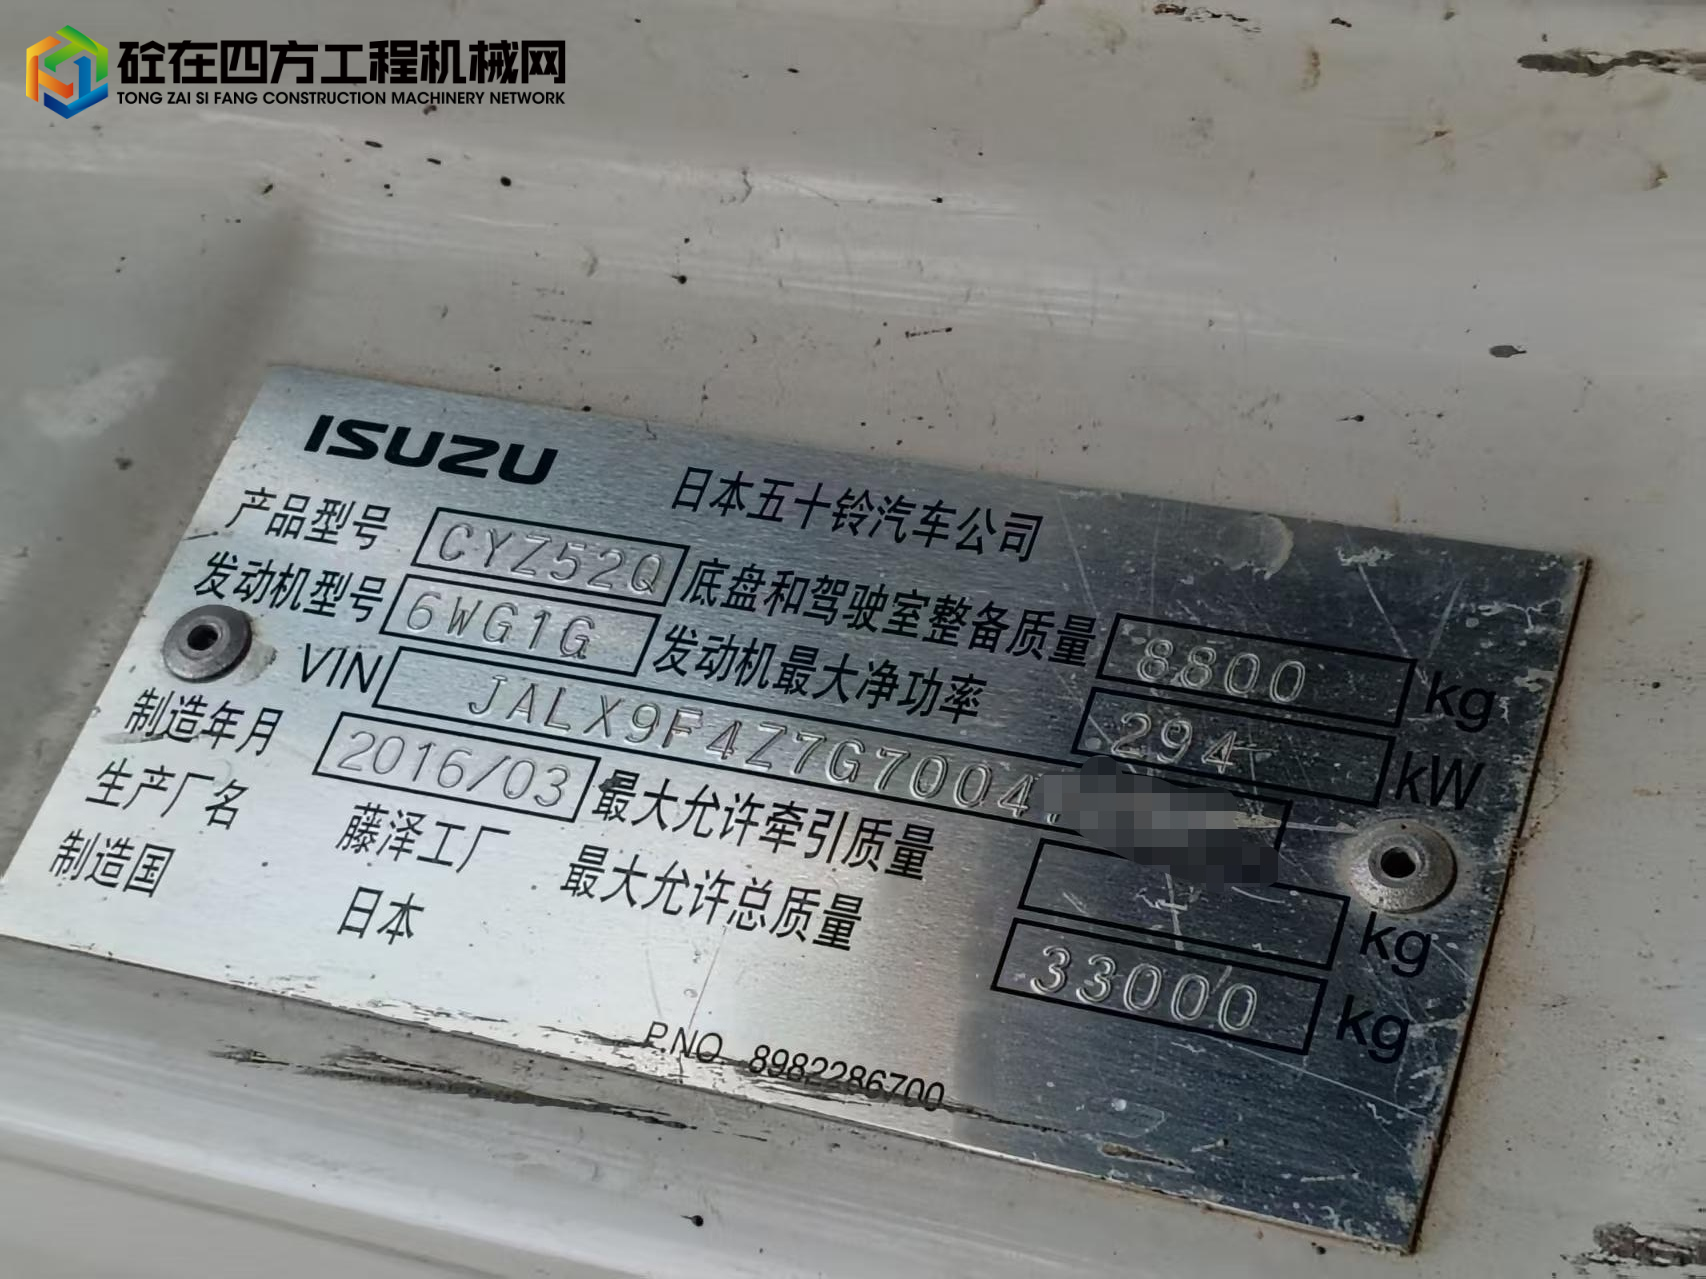 砼在四方工程机械网
TONG ZAI SI FANG CONSTRUCTION MACHINERY NETWORK
ISUZU 日本五十铃汽车公司
产品型号 CYZ52Q 底盘和驾驶室整备质量 8800 kg
发动机型号 6WG1G 发动机最大净功率 294 kW
VIN JALX9F4Z7G7004
制造年月 2016/03 最大允许牵引质量 kg
生产厂名 藤泽工厂 最大允许总质量 33000 kg
制造国 日本
P.NO 8982286700